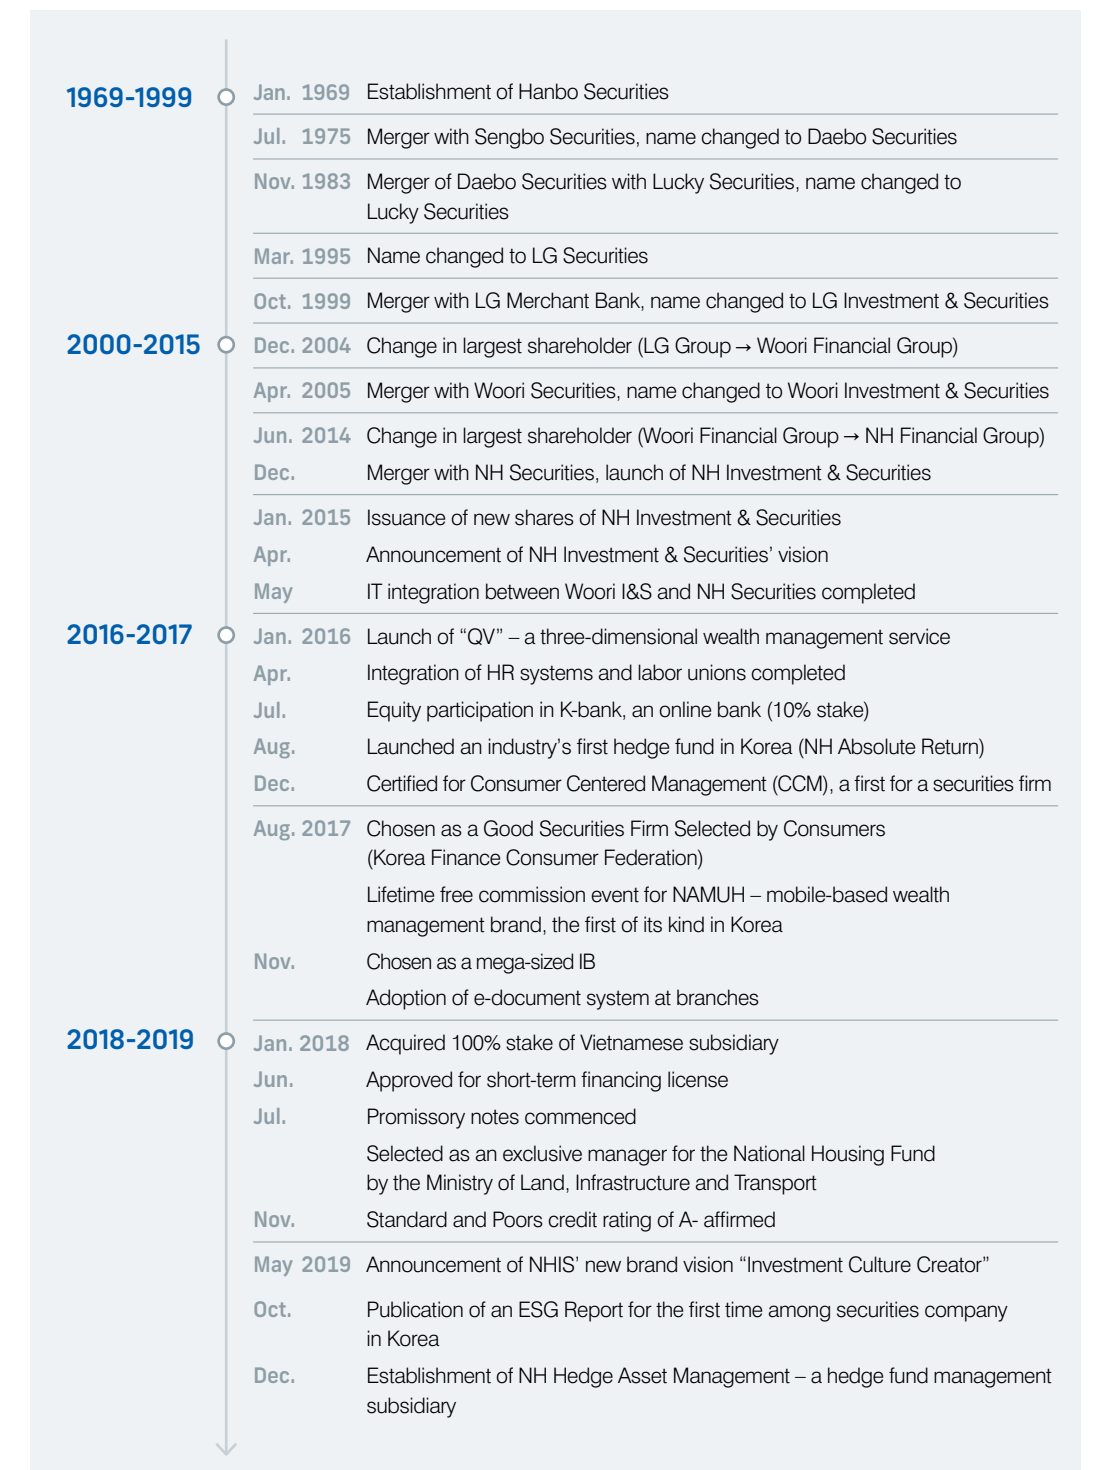 1969-1999
Jan. 1969 Establishment of Hanbo Securities
Jul. 1975 Merger with Sengbo Securities, name changed to Daebo Securities
Nov. 1983 Merger of Daebo Securities with Lucky Securities, name changed to
Lucky Securities
Mar. 1995 Name changed to LG Securities
Oct. 1999 Merger with LG Merchant Bank, name changed to LG Investment & Securities
2000-2015
Dec. 2004 Change in largest shareholder (LG Group → Woori Financial Group)
Apr. 2005 Merger with Woori Securities, name changed to Woori Investment & Securities
Jun. 2014 Change in largest shareholder (Woori Financial Group → NH Financial Group)
Dec. Merger with NH Securities, launch of NH Investment & Securities
Jan. 2015 Issuance of new shares of NH Investment & Securities
Apr. Announcement of NH Investment & Securities’ vision
May IT integration between Woori I&S and NH Securities completed
2016-2017
Jan. 2016 Launch of “QV” – a three-dimensional wealth management service
Apr. Integration of HR systems and labor unions completed
Jul. Equity participation in K-bank, an online bank (10% stake)
Aug. Launched an industry’s first hedge fund in Korea (NH Absolute Return)
Dec. Certified for Consumer Centered Management (CCM), a first for a securities firm
Aug. 2017 Chosen as a Good Securities Firm Selected by Consumers
(Korea Finance Consumer Federation)
Lifetime free commission event for NAMUH – mobile-based wealth
management brand, the first of its kind in Korea
Nov. Chosen as a mega-sized IB
Adoption of e-document system at branches
2018-2019
Jan. 2018 Acquired 100% stake of Vietnamese subsidiary
Jun. Approved for short-term financing license
Jul. Promissory notes commenced
Selected as an exclusive manager for the National Housing Fund
by the Ministry of Land, Infrastructure and Transport
Nov. Standard and Poors credit rating of A- affirmed
May 2019 Announcement of NHIS’ new brand vision “Investment Culture Creator”
Oct. Publication of an ESG Report for the first time among securities company
in Korea
Dec. Establishment of NH Hedge Asset Management – a hedge fund management
subsidiary